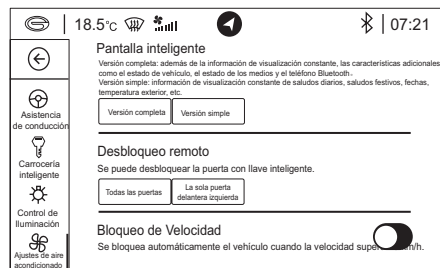 18.5°c
07:21
Pantalla inteligente
Versión completa: además de la información de visualización constante, las características adicionales
como el estado de vehículo, el estado de los medios y el teléfono Bluetooth.
Versión simple: información de visualización constante de saludos diarios, saludos festivos, fechas,
temperatura exterior, etc.
Versión completa
Versión simple
Asistencia
de conducción
Desbloqueo remoto
Se puede desbloquear la puerta con llave inteligente.
Carrocería
inteligente
Todas las puertas
La sola puerta
delantera izquierda
Control de
Iluminación
Bloqueo de Velocidad
Se bloquea automáticamente el vehículo cuando la velocidad
Ajustes de aire
acondicionado